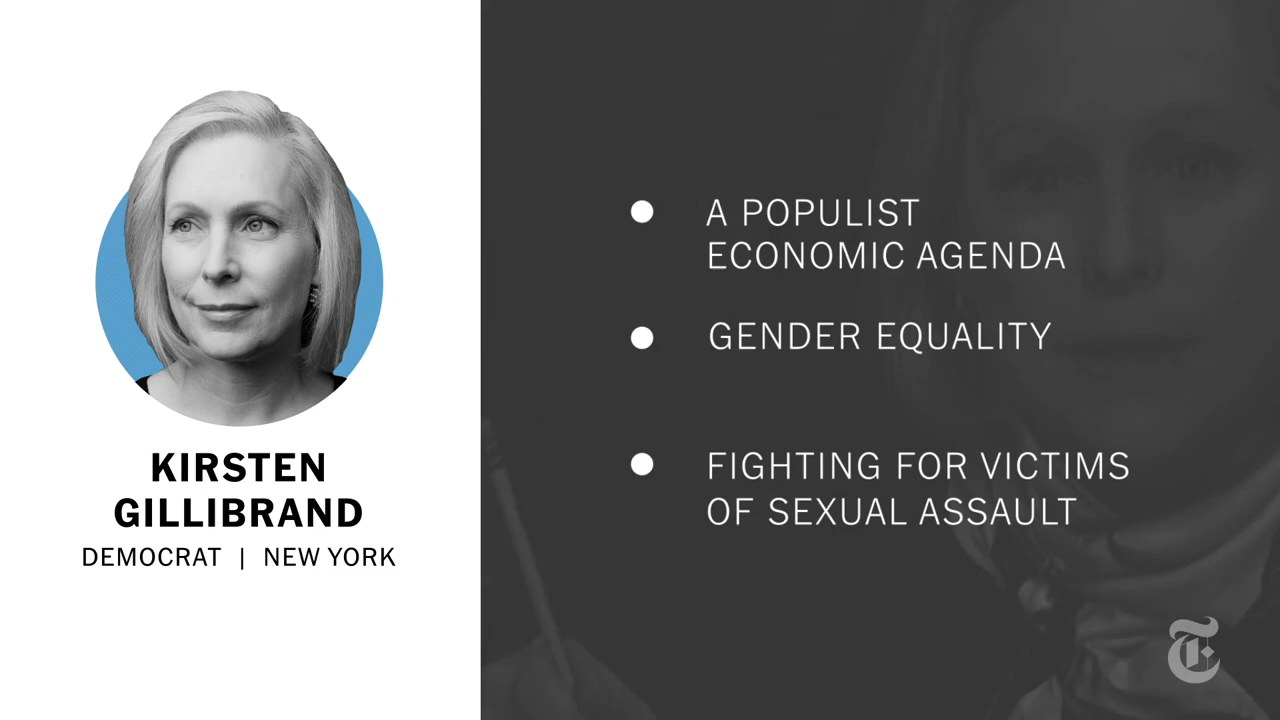 KIRSTEN
GILLIBRAND
DEMOCRAT | NEW YORK
A POPULIST
ECONOMIC AGENDA
GENDER EQUALITY
FIGHTING FOR VICTIMS
OF SEXUAL ASSAULT
T